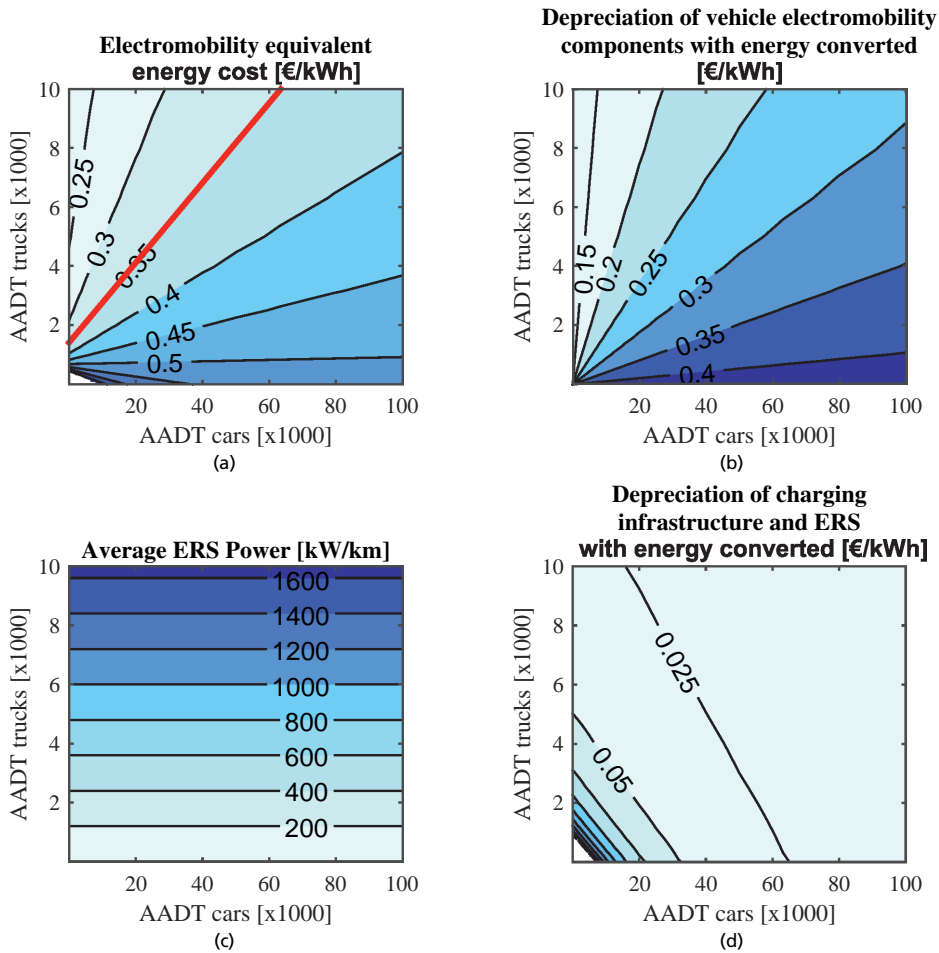 Electromobility equivalent
energy cost [€/kWh]
10
8
6
4
2
AADT trucks [x1000]
0.25
0.3
0.35
0.4
0.45
0.5
20 40 60 80 100
AADT cars [x1000]
(a)
Depreciation of vehicle electromobility
components with energy converted
[€/kWh]
10
8
6
4
2
AADT trucks [x1000]
0.15
0.2
0.25
0.3
0.35
0.4
20 40 60 80 100
AADT cars [x1000]
(b)
Average ERS Power [kW/km]
10
8
6
4
2
AADT trucks [x1000]
1600
1400
1200
1000
800
600
400
200
20 40 60 80 100
AADT cars [x1000]
(c)
Depreciation of charging
infrastructure and ERS
with energy converted [€/kWh]
10
8
6
4
2
AADT trucks [x1000]
0.025
0.05
20 40 60 80 100
AADT cars [x1000]
(d)